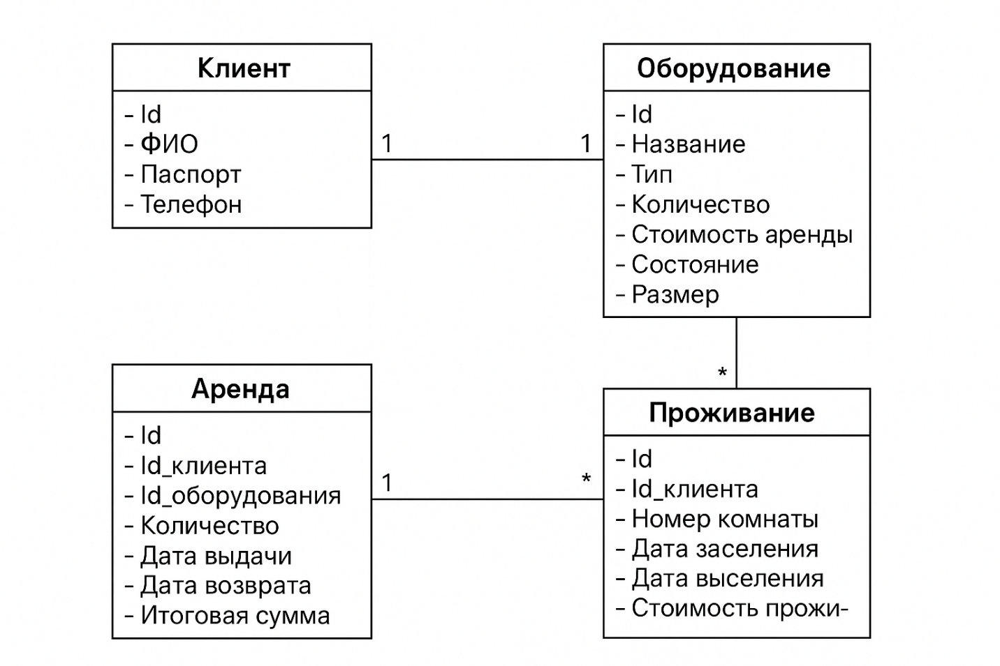 Клиент
- Id
- ФИО
- Паспорт
- Телефон
1
1
Оборудование
- Id
- Название
- Тип
- Количество
- Стоимость аренды
- Состояние
- Размер
*
Аренда
- Id
- Id_клиента
- Id_оборудования
- Количество
- Дата выдачи
- Дата возврата
- Итоговая сумма
1
*
Проживание
- Id
- Id_клиента
- Номер комнаты
- Дата заселения
- Дата выселения
- Стоимость прожи-